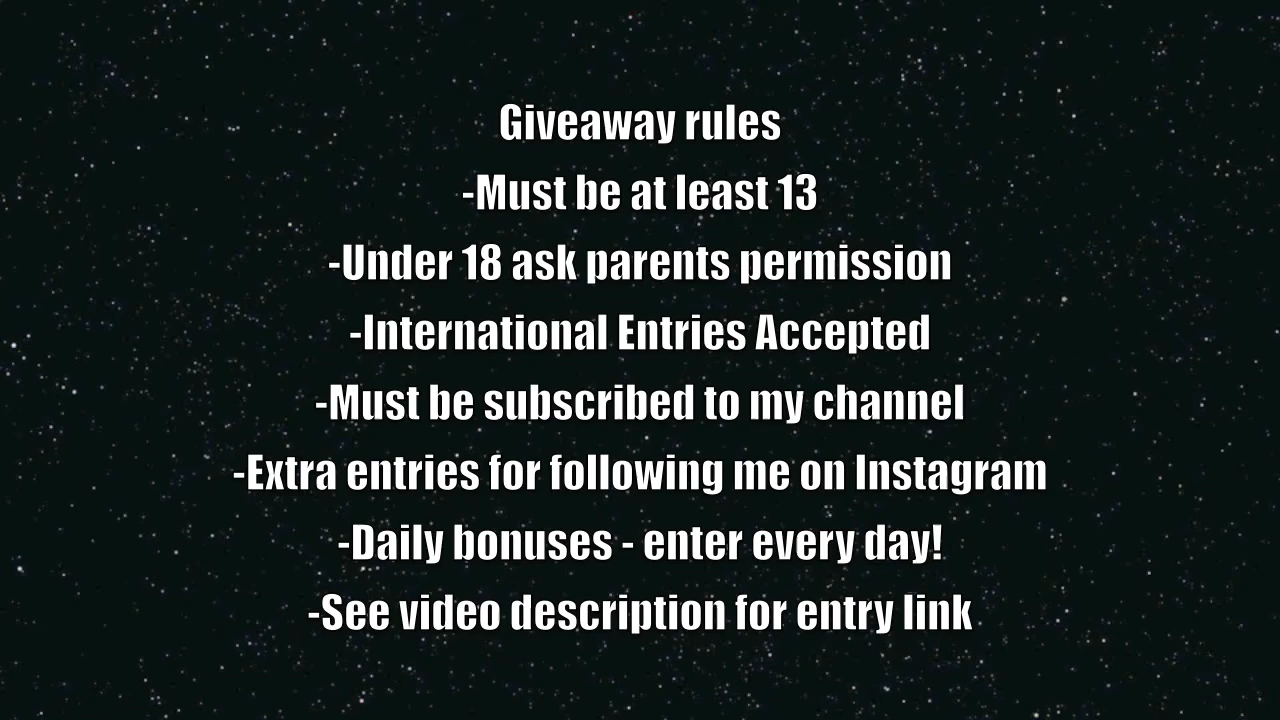 Giveaway rules
-Must be at least 13
-Under 18 ask parents permission
-International Entries Accepted
-Must be subscribed to my channel
-Extra entries for following me on Instagram
-Daily bonuses - enter every day!
-See video description for entry link